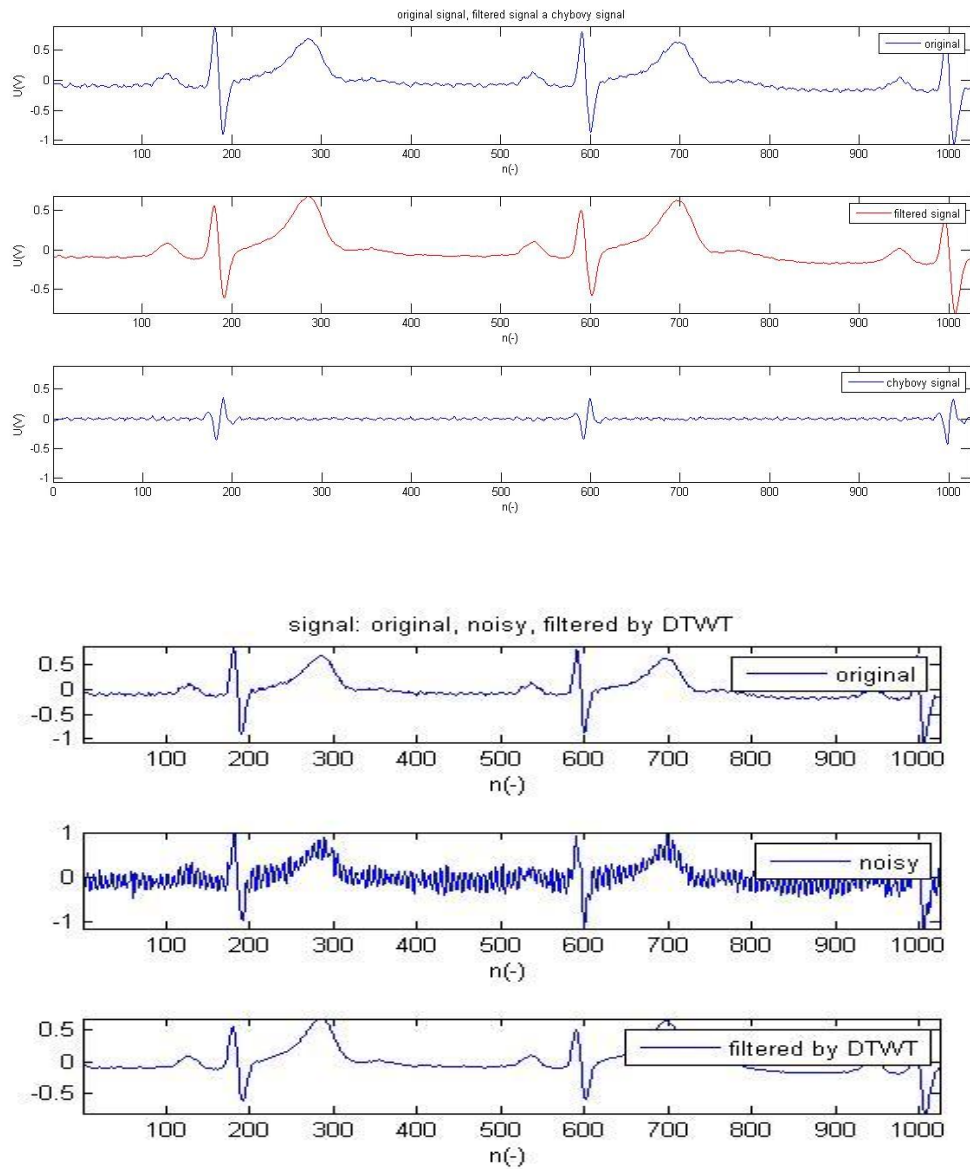 original signal, filtered signal a chybovy signal
0.5
0
-0.5
-1
U(V)
original
100 200 300 400 500 600 700 800 900 1000
n(-)
0.5
0
-0.5
U(V)
filtered signal
100 200 300 400 500 600 700 800 900 1000
n(-)
0.5
0
-0.5
-1
U(V)
chybovy signal
0 100 200 300 400 500 600 700 800 900 1000
n(-)
signal: original, noisy, filtered by DTWT
0.5
0
-0.5
-1
original
100 200 300 400 500 600 700 800 900 1000
n(-)
1
0
-1
noisy
100 200 300 400 500 600 700 800 900 1000
n(-)
0.5
0
-0.5
filtered by DTWT
100 200 300 400 500 600 700 800 900 1000
n(-)